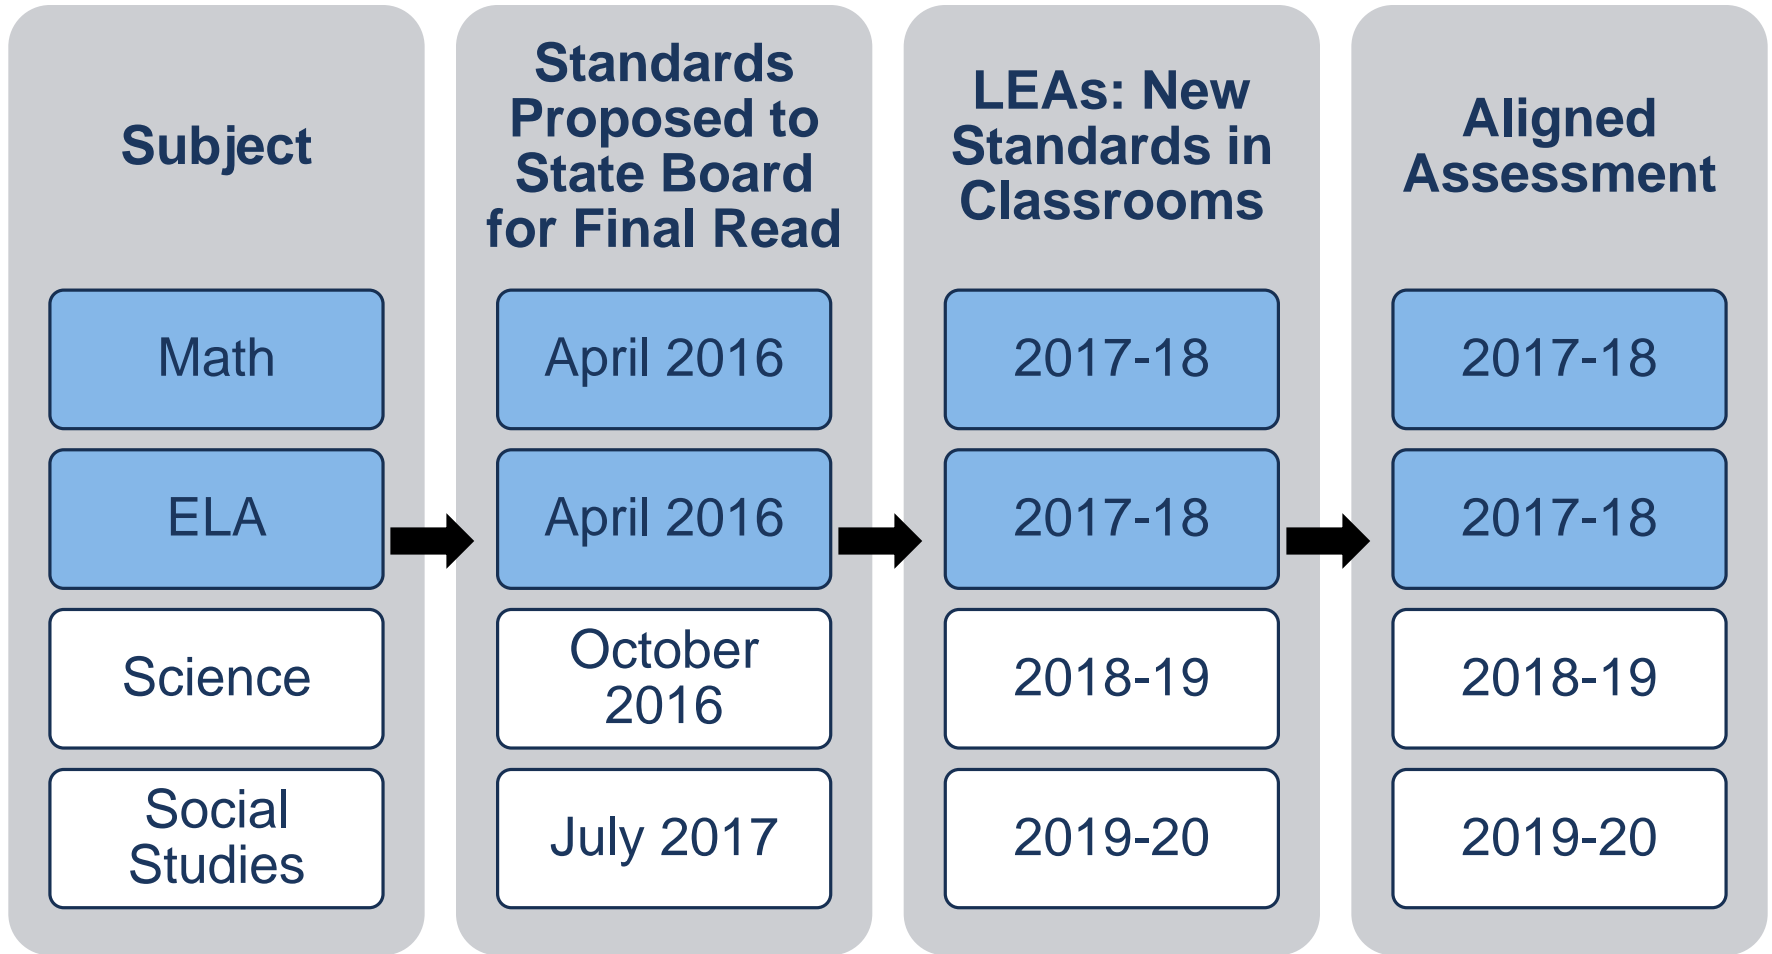 Subject
Standards
Proposed to
State Board
for Final Read
LEAs: New
Standards in
Classrooms
Aligned
Assessment
Math
April 2016
2017-18
2017-18
ELA
April 2016
2017-18
2017-18
Science
October
2016
2018-19
2018-19
Social
Studies
July 2017
2019-20
2019-20